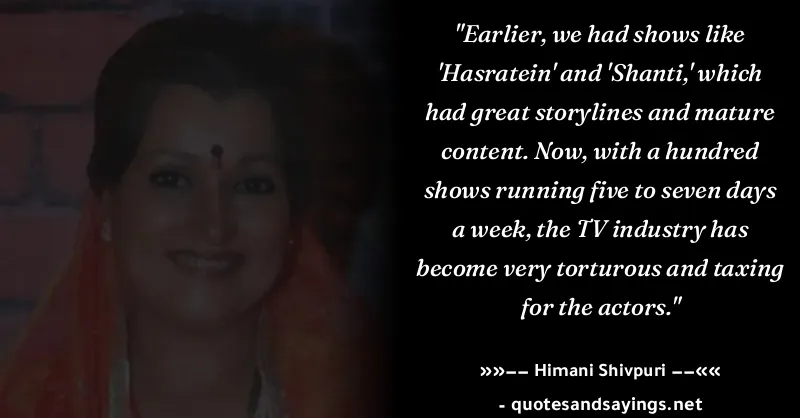 "Earlier, we had shows like
'Hasratein' and 'Shanti,' which
had great storylines and mature
content. Now, with a hundred
shows running five to seven days
a week, the TV industry has
become very torturous and taxing
for the actors."
»»−− Himani Shivpuri −−««
- quotesandsayings.net